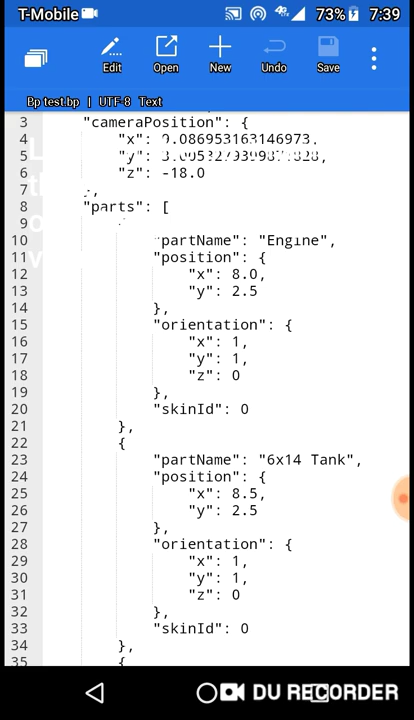 T-Mobile 73% 7:39
Edit Open New Undo Save
Bp test.bp | UTF-8 Text
3 "cameraPosition": {
4 "x": 9.086953163146973,
5 "y":
6 "z": -18.0
7 },
8 "parts": [
9
10 "partName": "Engine",
11 "position": {
12 "x": 8.0,
13 "y": 2.5
14 },
15 "orientation": {
16 "x": 1,
17 "y": 1,
18 "z": 0
19 },
20 "skinId": 0
21 },
22 {
23 "partName": "6x14 Tank",
24 "position": {
25 "x": 8.5,
26 "y": 2.5
27 },
28 "orientation": {
29 "x": 1,
30 "y": 1,
31 "z": 0
32 },
33 "skinId": 0
34 },
35 {
DU RECORDER